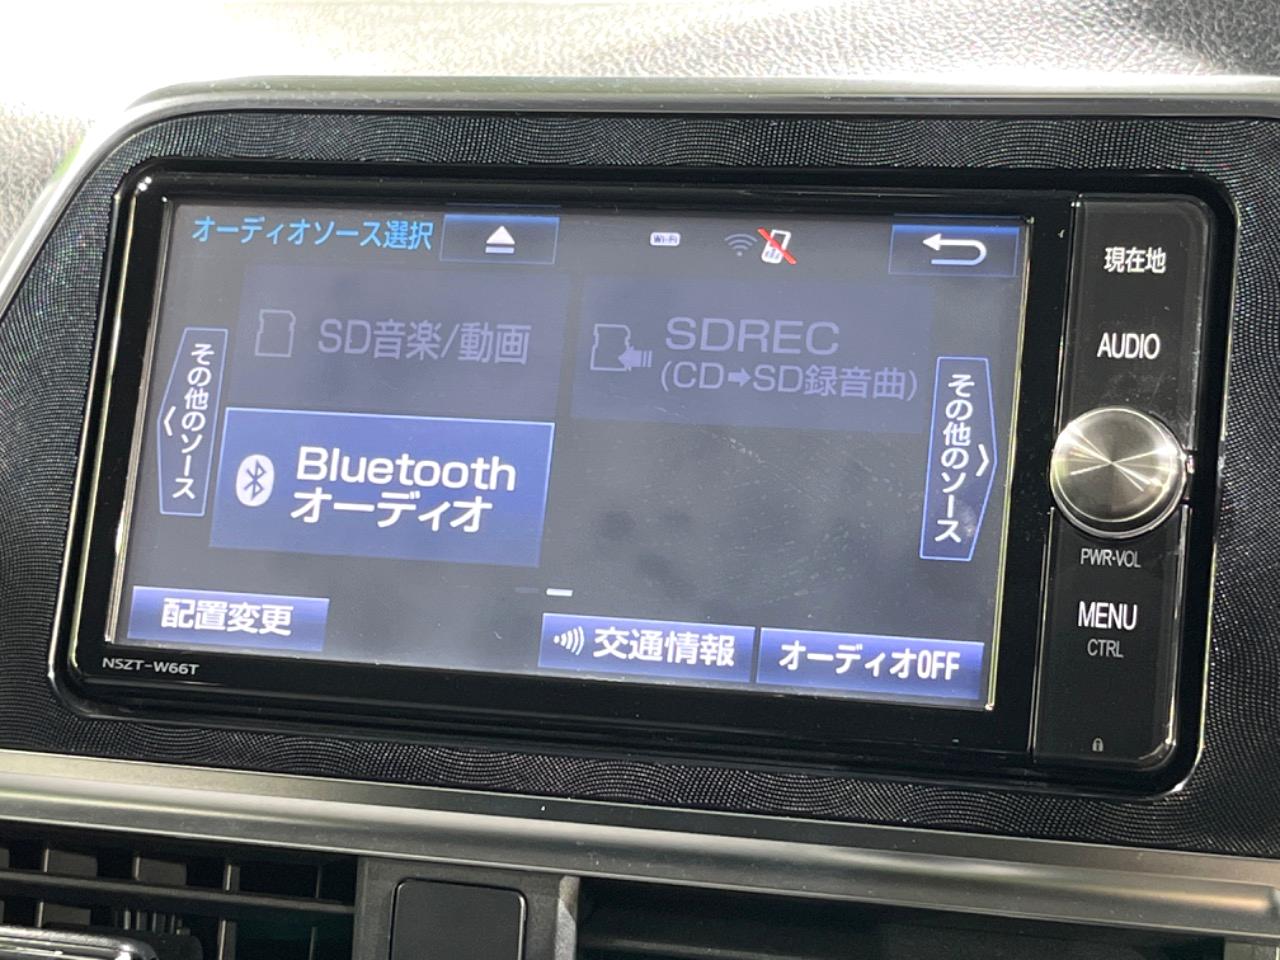 オーディオソース選択
Wi-Fi
現在地
SD音楽/動画
SDREC
(CD➡SD録音曲)
AUDIO
その他のソース
Bluetooth
オーディオ
その他のソース
PWR・VOL
配置変更
交通情報
オーディオOFF
MENU
CTRL
NSZT-W66T